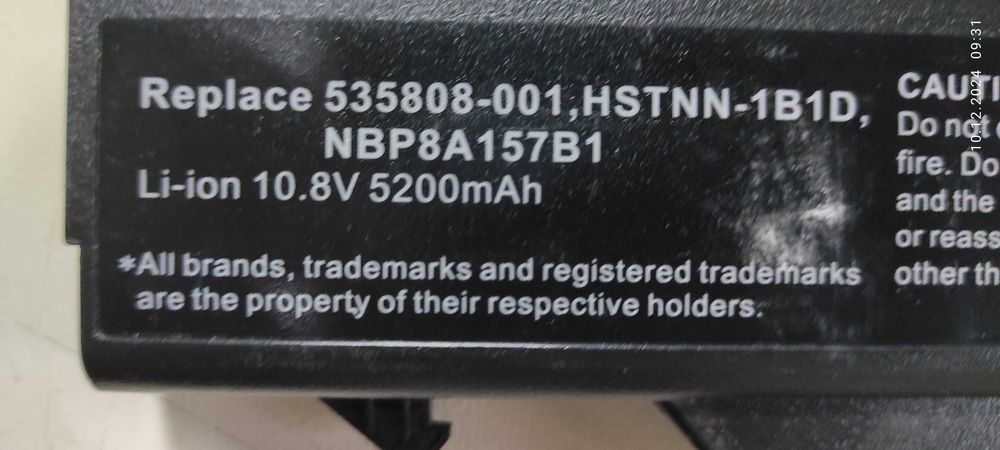 Replace 535808-001,HSTNN-1B1D,
NBP8A157B1
Li-ion 10.8V 5200mAh
*All brands, trademarks and registered trademarks
are the property of their respective holders.
CAUTI
Do not
fire. Do
and the
or reass
other th
10.12.2024 09:31